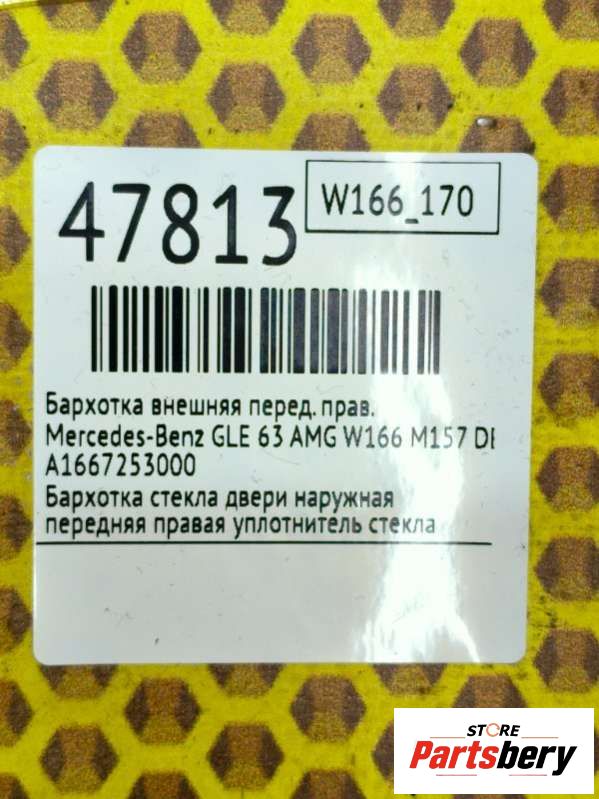 47813
W166_170
Бархотка внешняя перед. прав.
Mercedes-Benz GLE 63 AMG W166 M157 DE
A1667253000
Бархотка стекла двери наружная
передняя правая уплотнитель стекла
STORE
Partsbery